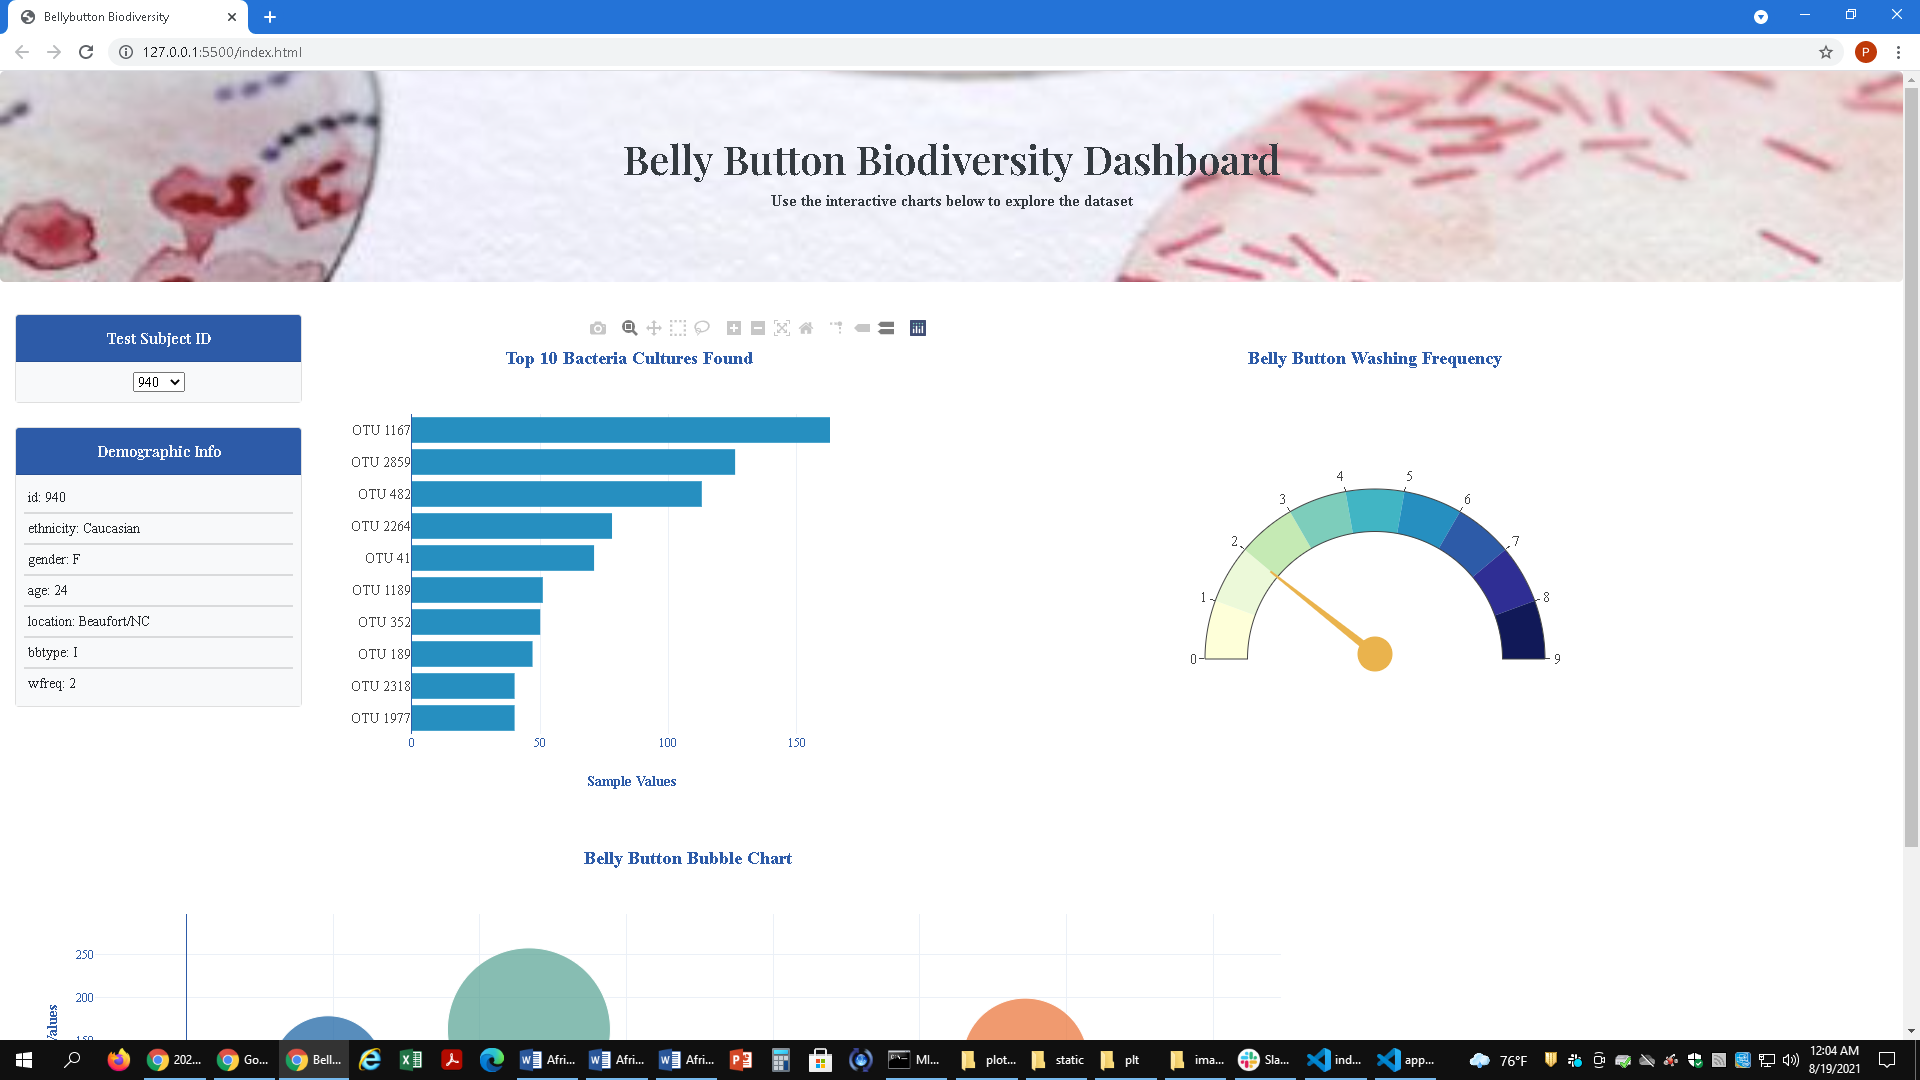 Bellybutton Biodiversity
127.0.0.1:5500/index.html
P
Belly Button Biodiversity Dashboard
Use the interactive charts below to explore the dataset
Test Subject ID
940
Demographic Info
id: 940
ethnicity: Caucasian
gender: F
age: 24
location: Beaufort/NC
bbtype: I
wfreq: 2
Top 10 Bacteria Cultures Found
OTU 1167
OTU 2859
OTU 482
OTU 2264
OTU 41
OTU 1189
OTU 352
OTU 189
OTU 2318
OTU 1977
0 50 100 150
Sample Values
Belly Button Washing Frequency
0 1 2 3 4 5 6 7 8 9
Belly Button Bubble Chart
250
200
150
Values
202... Go... Bell... Afri... Afri... Afri... MI... plot... static plt ima... Sla... ind... app... 76°F
12:04 AM
8/19/2021